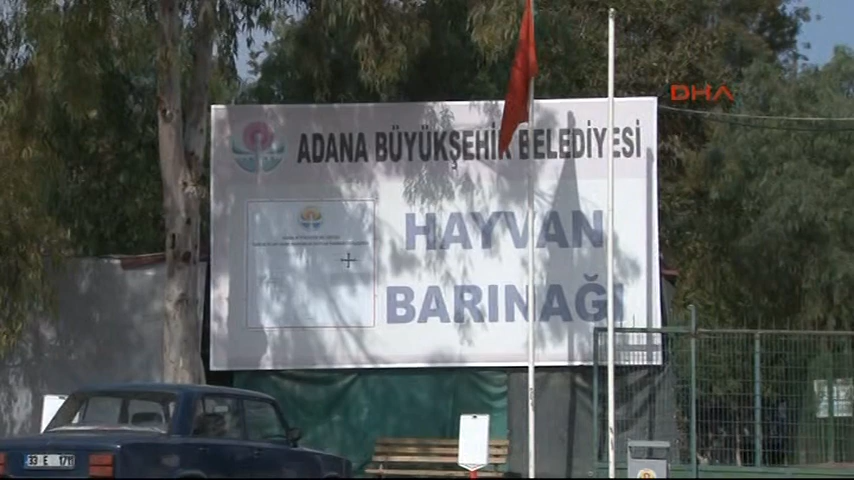 DHA
ADANA BÜYÜKŞEHİR BELEDİYESİ
HAYVAN
BARINAĞI